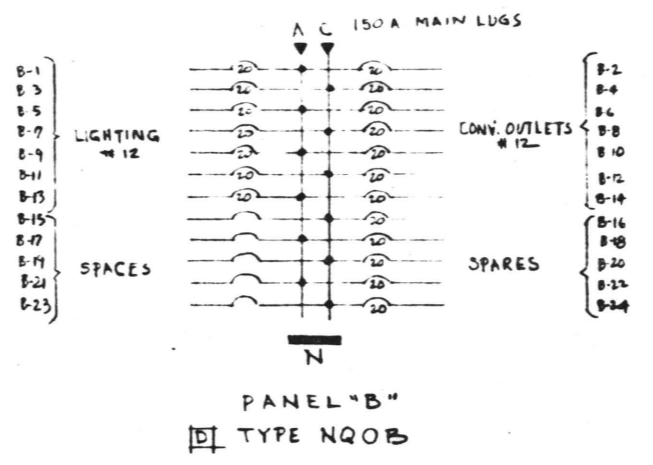 A C 150 A MAIN LUGS
B-1 20 20 B-2
B-3 20 20 B-4
B-5 20 20 B-6
B-7 20 20 B-8
B-9 20 20 B-10
B-11 20 20 B-12
B-13 20 20 B-14
LIGHTING
# 12
CONV. OUTLETS
# 12
B-15 20 B-16
B-17 20 B-18
B-19 20 B-20
B-21 20 B-22
B-23 20 B-24
SPACES
SPARES
N
PANEL "B"
D TYPE NQOB